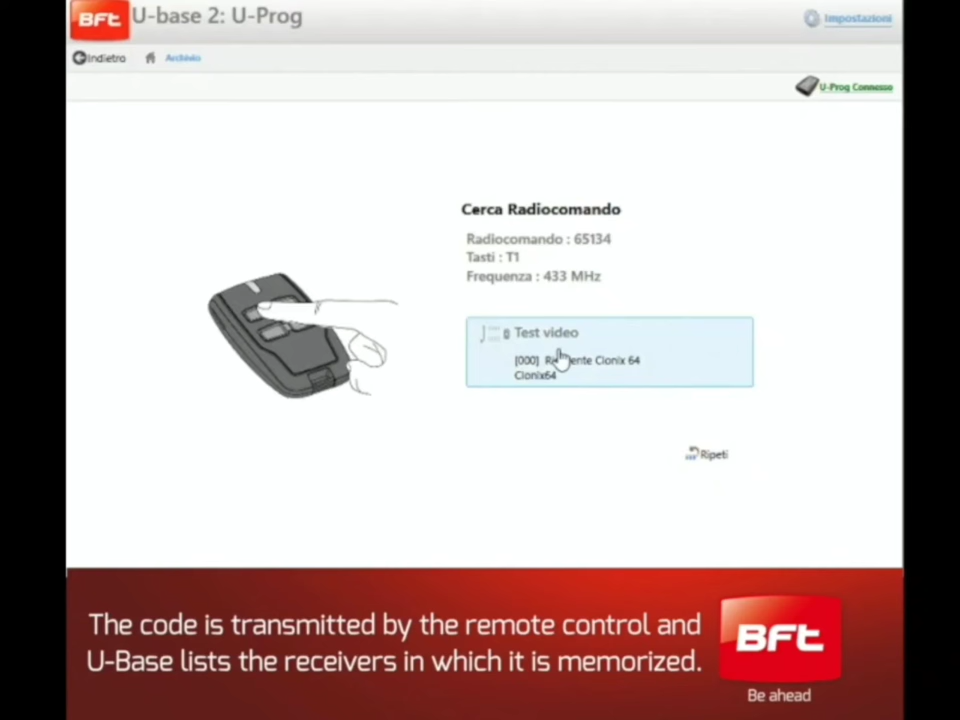 BFT
U-base 2: U-Prog
Impostazioni
Indietro
Archivio
U-Prog Connesso
Cerca Radiocomando
Radiocomando : 65134
Tasti : T1
Frequenza : 433 MHz
Test video
[000] Clonix 64
Clonix64
Ripeti
The code is transmitted by the remote control and
U-Base lists the receivers in which it is memorized.
BFT
Be ahead